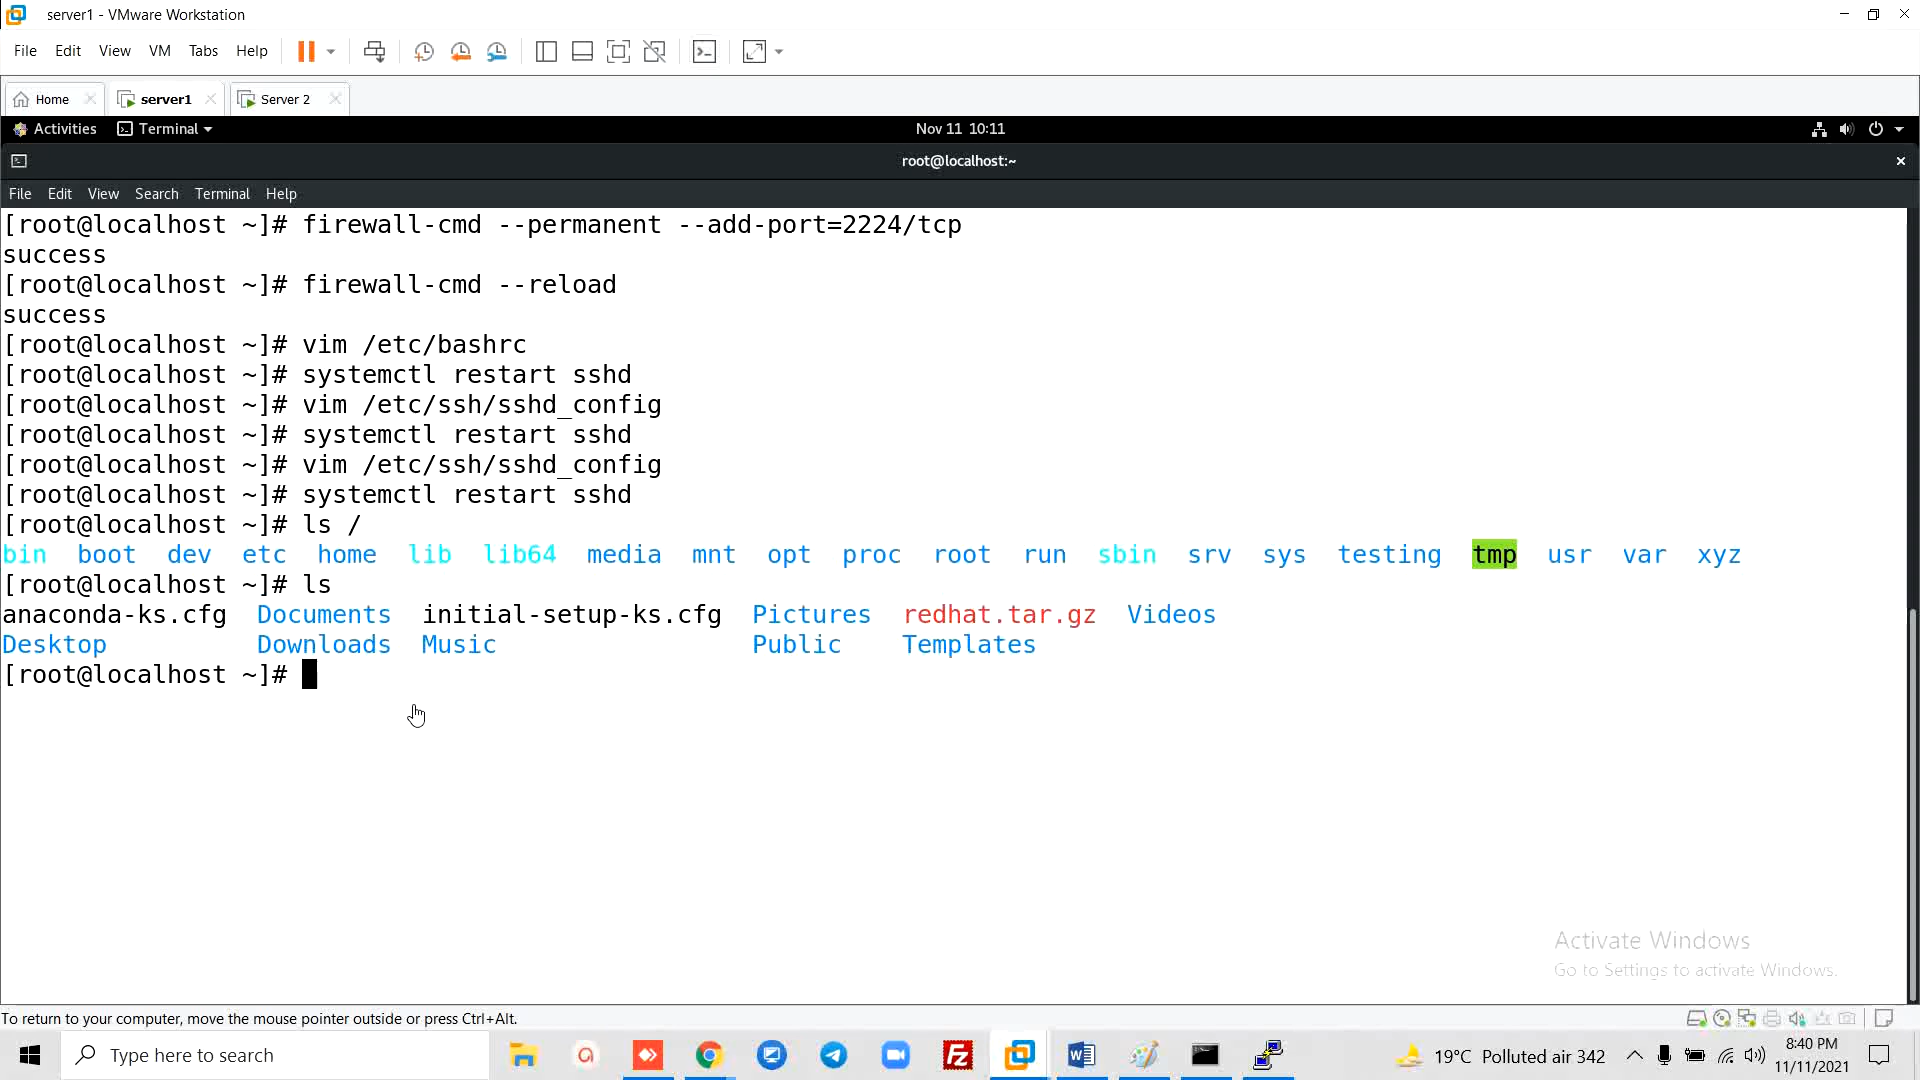 server1 - VMware Workstation
File Edit View VM Tabs Help
Home server1 Server 2
Activities Terminal Nov 11 10:11
root@localhost:~
File Edit View Search Terminal Help
[root@localhost ~]# firewall-cmd --permanent --add-port=2224/tcp
success
[root@localhost ~]# firewall-cmd --reload
success
[root@localhost ~]# vim /etc/bashrc
[root@localhost ~]# systemctl restart sshd
[root@localhost ~]# vim /etc/ssh/sshd_config
[root@localhost ~]# systemctl restart sshd
[root@localhost ~]# vim /etc/ssh/sshd_config
[root@localhost ~]# systemctl restart sshd
[root@localhost ~]# ls /
bin boot dev etc home lib lib64 media mnt opt proc root run sbin srv sys testing tmp usr var xyz
[root@localhost ~]# ls
anaconda-ks.cfg Documents initial-setup-ks.cfg Pictures redhat.tar.gz Videos
Desktop Downloads Music Public Templates
[root@localhost ~]#
Activate Windows
Go to Settings to activate Windows.
To return to your computer, move the mouse pointer outside or press Ctrl+Alt.
Type here to search
19°C Polluted air 342
8:40 PM
11/11/2021